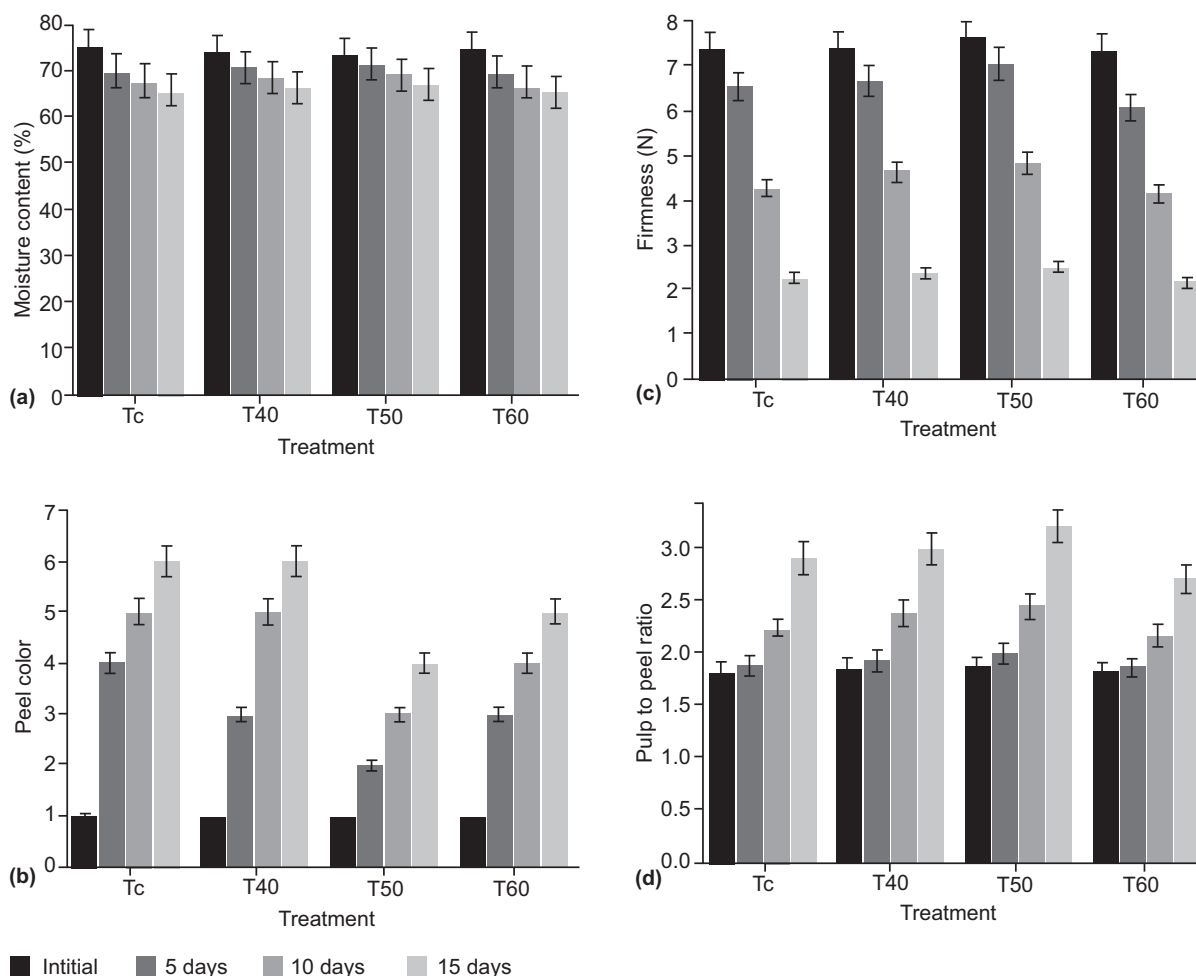 80
70
60
50
40
30
20
10
0
Moisture content (%)
(a)
Tc T40 T50 T60
Treatment
8
7
6
5
4
3
2
1
0
Firmness (N)
(c)
Tc T40 T50 T60
Treatment
7
6
5
4
3
2
1
0
Peel color
(b)
Tc T40 T50 T60
Treatment
3.0
2.5
2.0
1.5
1.0
0.5
0.0
Pulp to peel ratio
(d)
Tc T40 T50 T60
Treatment
Intitial 5 days 10 days 15 days